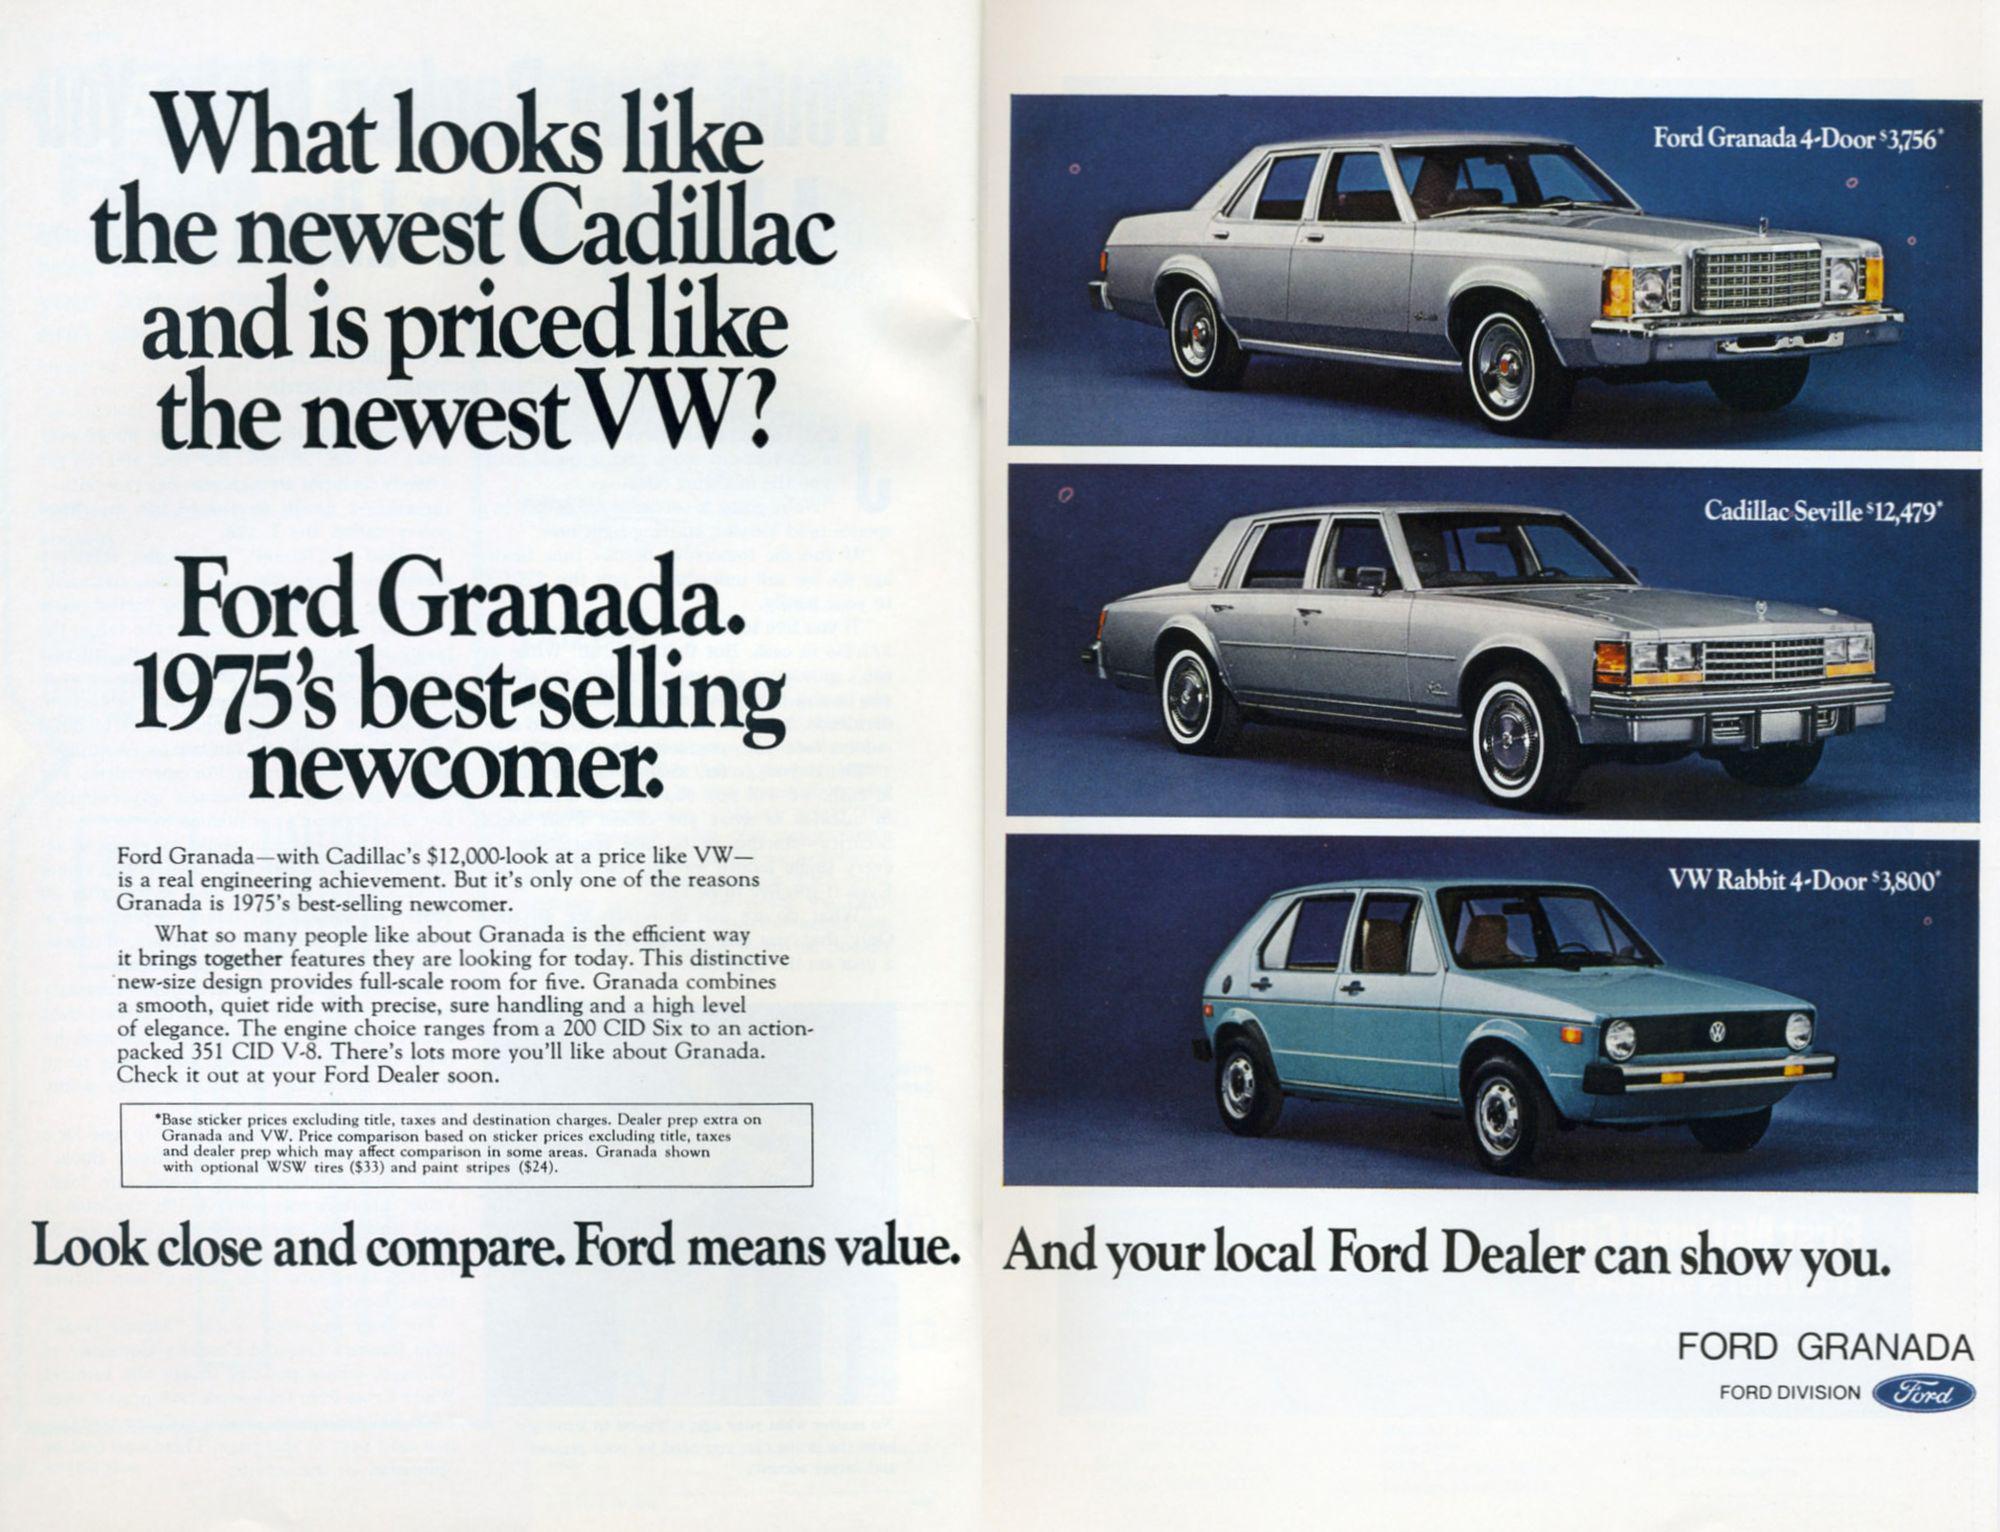 What looks like
the newest Cadillac
and is priced like
the newest VW?
Ford Granada.
1975's best-selling
newcomer.
Ford Granada—with Cadillac's $12,000-look at a price like VW—
is a real engineering achievement. But it's only one of the reasons
Granada is 1975's best-selling newcomer.
What so many people like about Granada is the efficient way
it brings together features they are looking for today. This distinctive
new-size design provides full-scale room for five. Granada combines
a smooth, quiet ride with precise, sure handling and a high level
of elegance. The engine choice ranges from a 200 CID Six to an action-
packed 351 CID V-8. There's lots more you'll like about Granada.
Check it out at your Ford Dealer soon.
*Base sticker prices excluding title, taxes and destination charges. Dealer prep extra on
Granada and VW. Price comparison based on sticker prices excluding title, taxes
and dealer prep which may affect comparison in some areas. Granada shown
with optional WSW tires ($33) and paint stripes ($24).
Ford Granada 4-Door $3,756*
Cadillac Seville $12,479*
VW Rabbit 4-Door $3,800*
Look close and compare. Ford means value. And your local Ford Dealer can show you.
FORD GRANADA
FORD DIVISION Ford